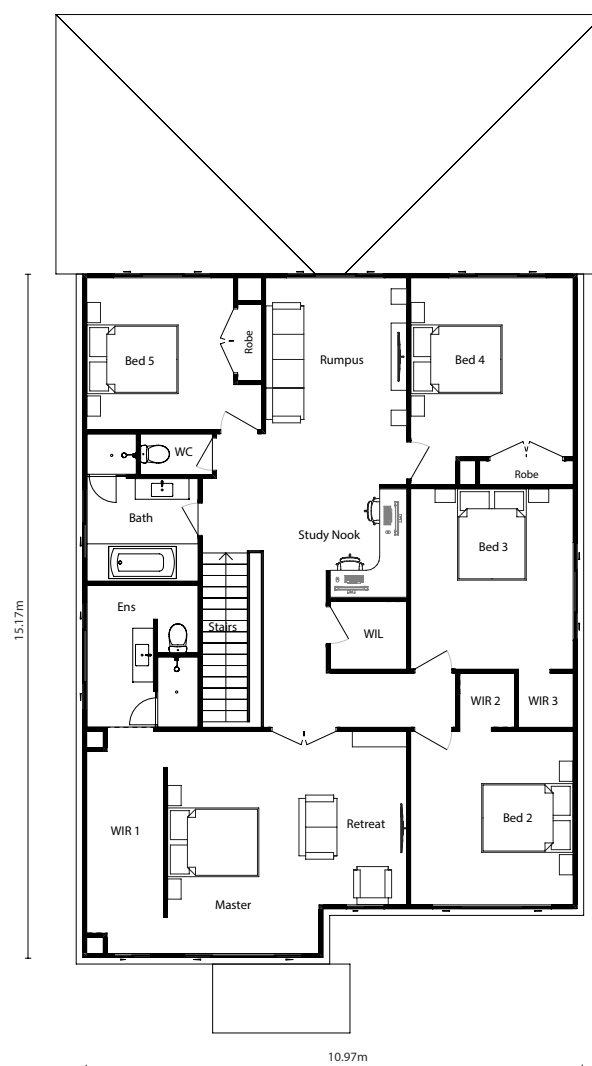 Bed 5
Robe
Rumpus
Bed 4
WC
Robe
Bath
Study Nook
Bed 3
Ens
Stairs
WIL
15.17m
WIR 2
WIR 3
WIR 1
Retreat
Bed 2
Master
10.97m